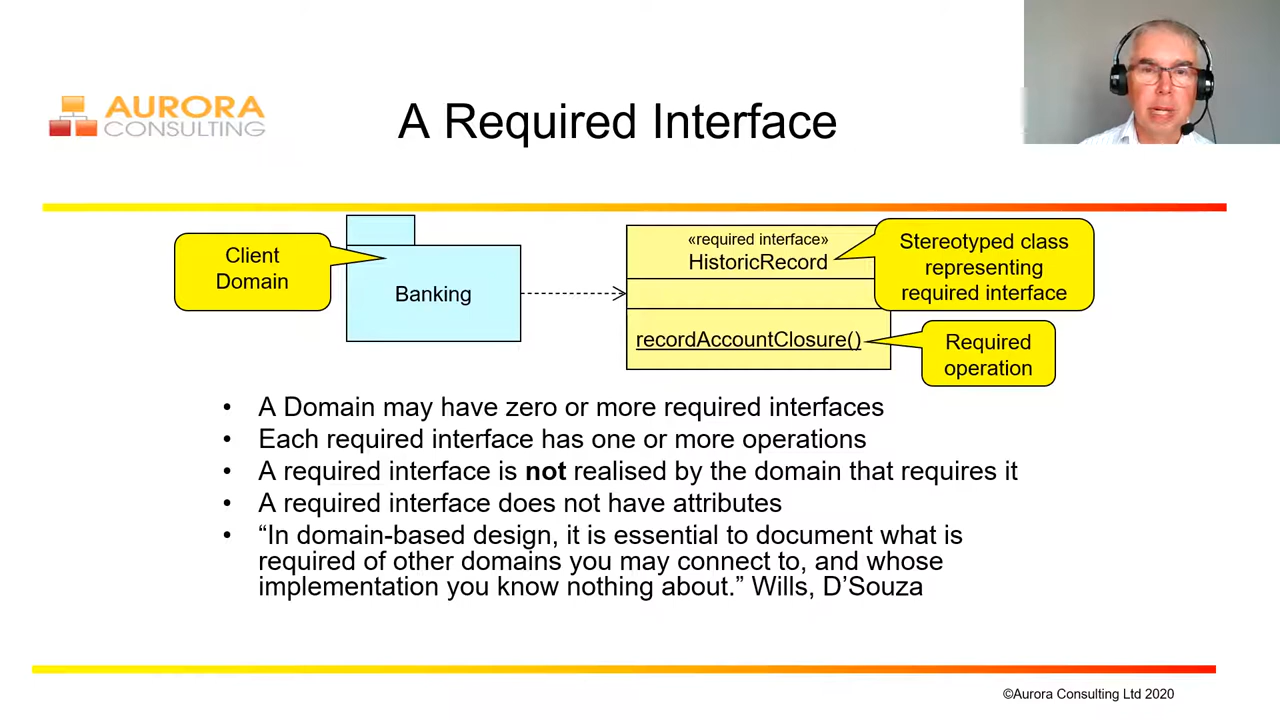 AURORA
CONSULTING
A Required Interface
Client
Domain
Banking
«required interface»
HistoricRecord
recordAccountClosure()
Stereotyped class
representing
required interface
Required
operation
• A Domain may have zero or more required interfaces
• Each required interface has one or more operations
• A required interface is not realised by the domain that requires it
• A required interface does not have attributes
• “In domain-based design, it is essential to document what is
required of other domains you may connect to, and whose
implementation you know nothing about.” Wills, D’Souza
©Aurora Consulting Ltd 2020